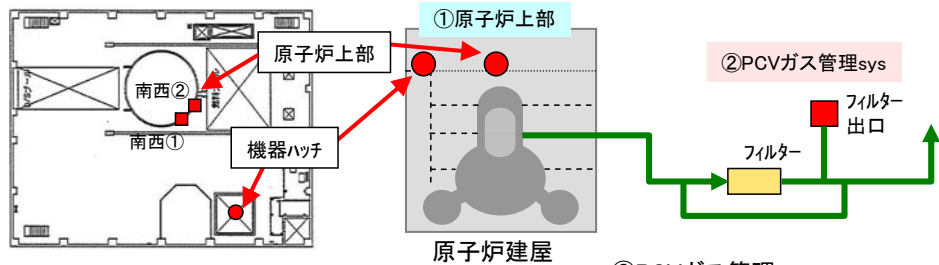 ①原子炉上部
原子炉上部
②PCVガス管理sys
南西②
南西①
機器ハッチ
フィルター
出口
フィルター
原子炉建屋